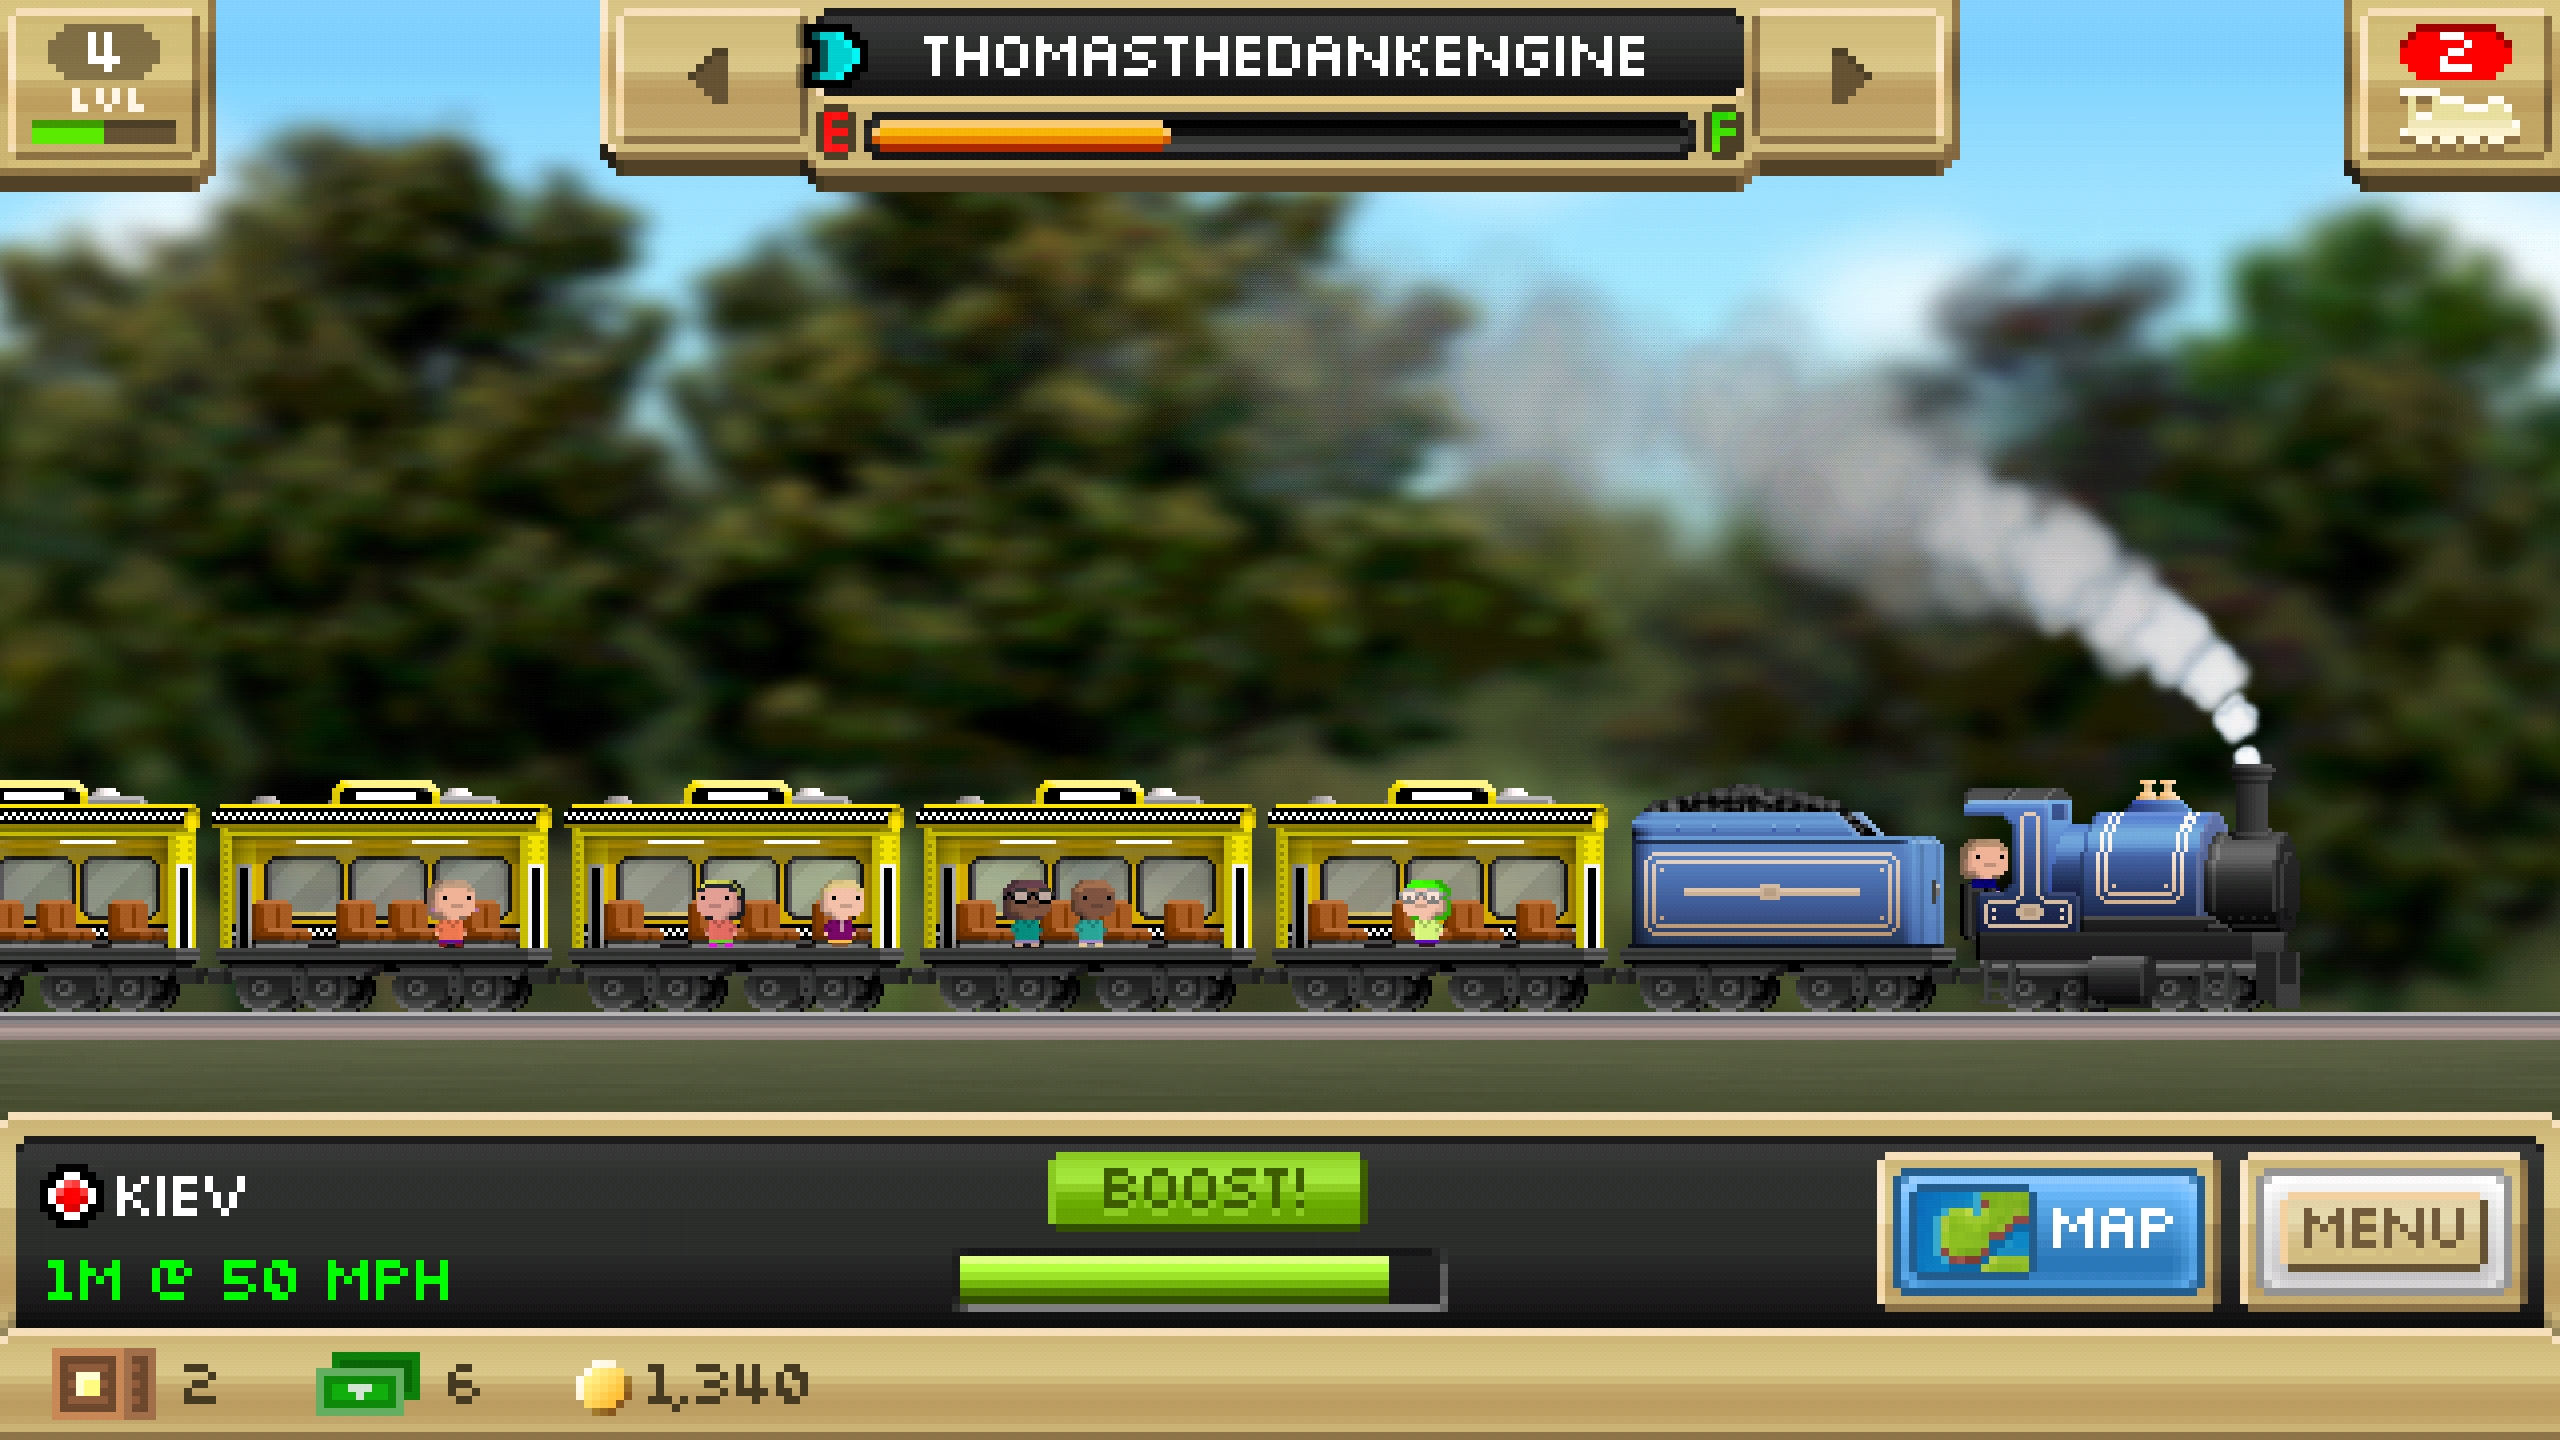 4
LVL
THOMASTHEDANKENGINE
E F
2
KIEV
BOOST!
1M @ 50 MPH
MAP
MENU
2
6
1,340